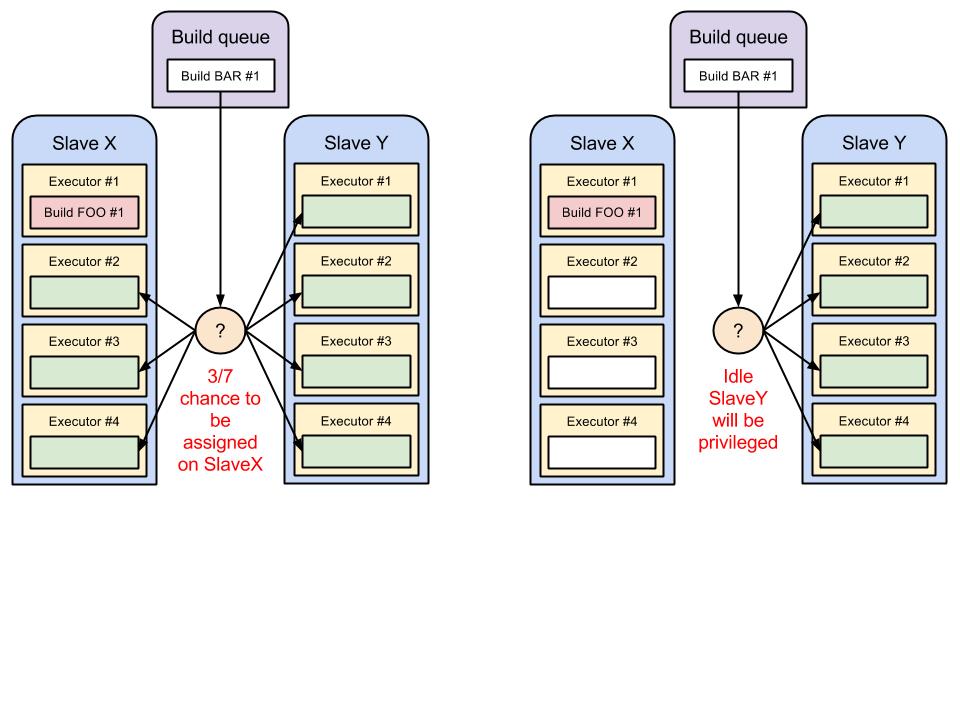 Build queue
Build BAR #1
Slave X
Executor #1
Build FOO #1
Executor #2
Executor #3
Executor #4
?
3/7
chance to
be
assigned
on SlaveX
Slave Y
Executor #1
Executor #2
Executor #3
Executor #4
Build queue
Build BAR #1
Slave X
Executor #1
Build FOO #1
Executor #2
Executor #3
Executor #4
?
Idle
SlaveY
will be
privileged
Slave Y
Executor #1
Executor #2
Executor #3
Executor #4